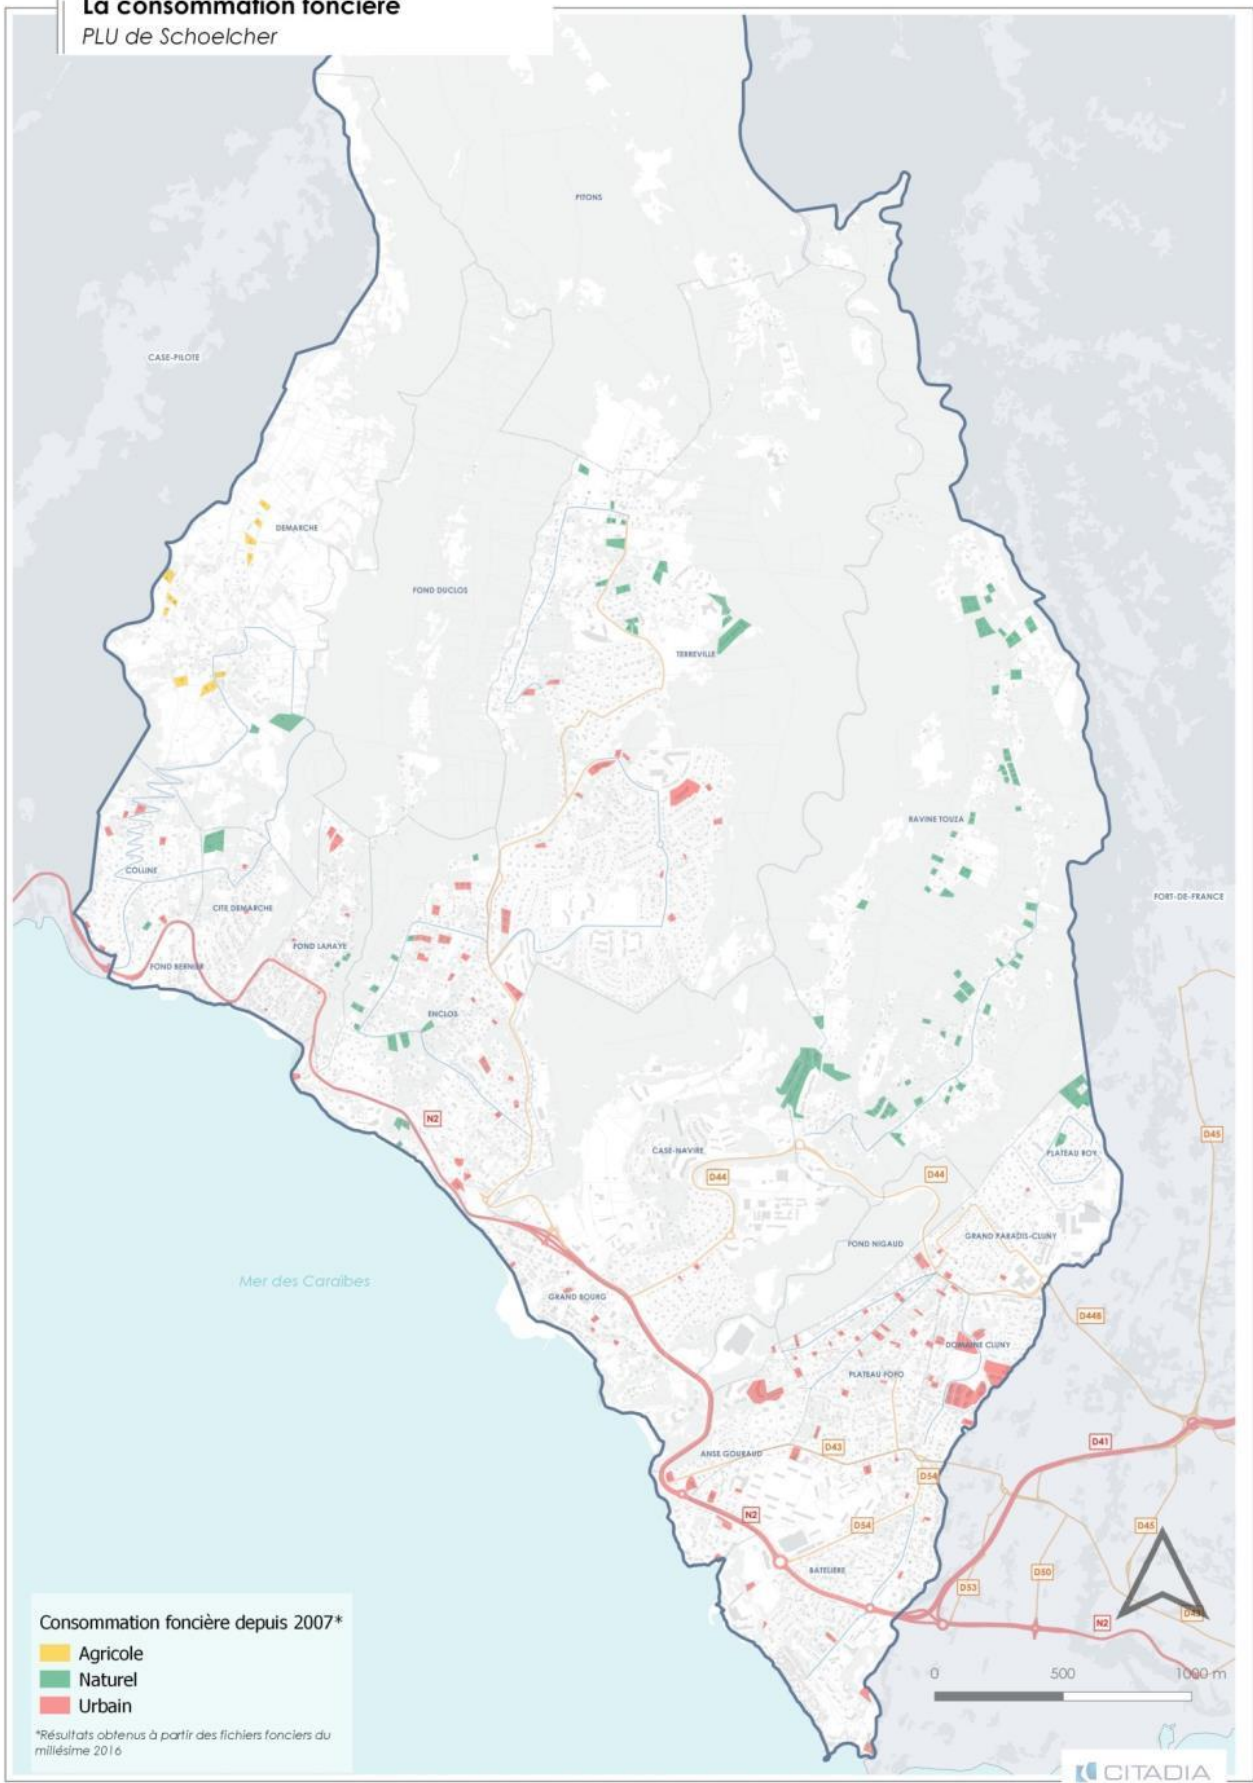 La consommation foncière
PLU de Schoelcher
PITONS
CASE-PILOTE
DEMARCHE
FOND DUCLOS
TERREVILLE
RAVINE TOUZA
COLLINE
FORT-DE-FRANCE
CITE DEMARCHE
FOND LAHAYE
FOND BERNIER
ENCLOS
N2
D45
CASE-NAVIRE
PLATEAU ROY
D44
D44
FOND NIGAUD
GRAND PARADIS-CLUNY
Mer des Caraïbes
GRAND BOURG
D44B
DOMAINE CLUNY
PLATEAU FOFO
D41
ANSE GOURAUD
D43
D54
N2
D54
D45
BATELIERE
D50
D53
N2
Consommation foncière depuis 2007*
Agricole
Naturel
Urbain
*Résultats obtenus à partir des fichiers fonciers du
millésime 2016
0 500 1000 m
CITADIA